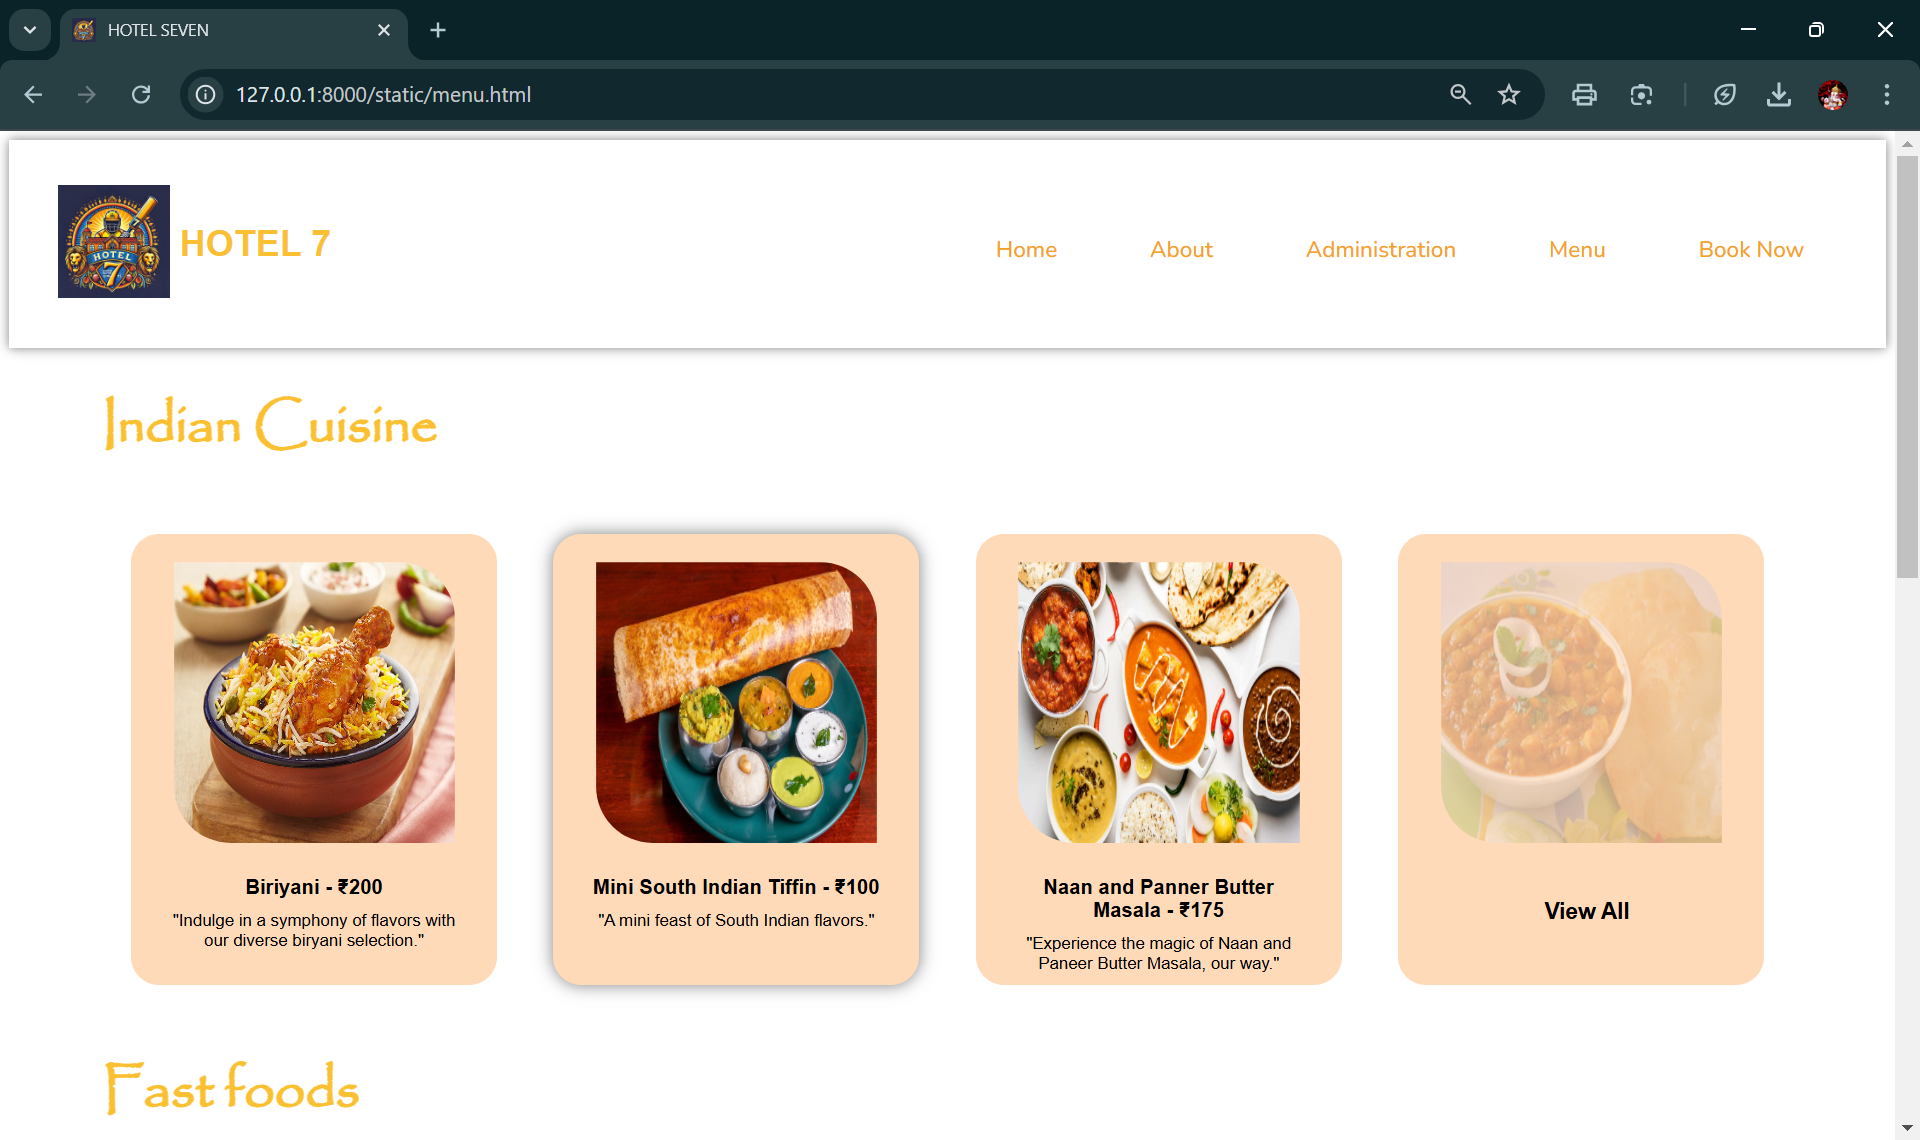 HOTEL SEVEN
127.0.0.1:8000/static/menu.html
HOTEL
7
HOTEL 7
Home
About
Administration
Menu
Book Now
Indian Cuisine
Biriyani - ₹200
"Indulge in a symphony of flavors with
our diverse biryani selection."
Mini South Indian Tiffin - ₹100
"A mini feast of South Indian flavors."
Naan and Panner Butter
Masala - ₹175
"Experience the magic of Naan and
Paneer Butter Masala, our way."
View All
Fast foods